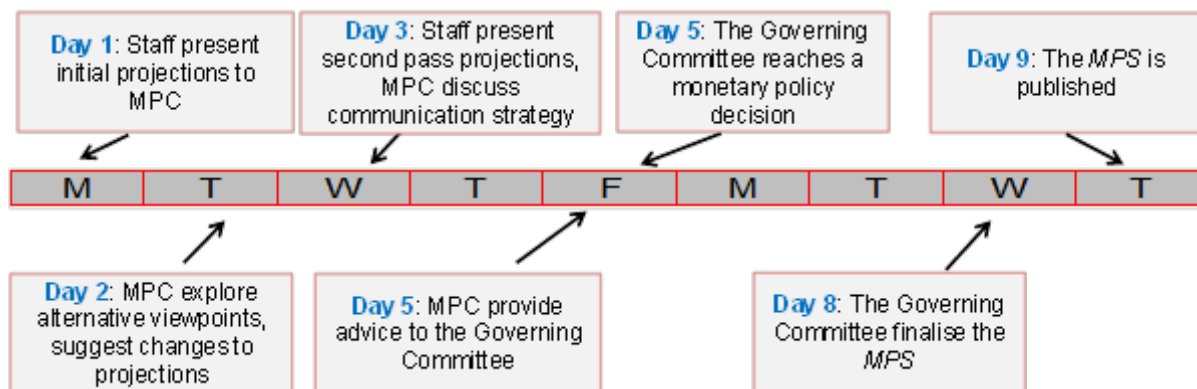 Day 1: Staff present
initial projections to
MPC
Day 3: Staff present
second pass projections,
MPC discuss
communication strategy
Day 5: The Governing
Committee reaches a
monetary policy
decision
Day 9: The MPS is
published
M T W T F M T W T
Day 2: MPC explore
alternative viewpoints,
suggest changes to
projections
Day 5: MPC provide
advice to the Governing
Committee
Day 8: The Governing
Committee finalise the
MPS